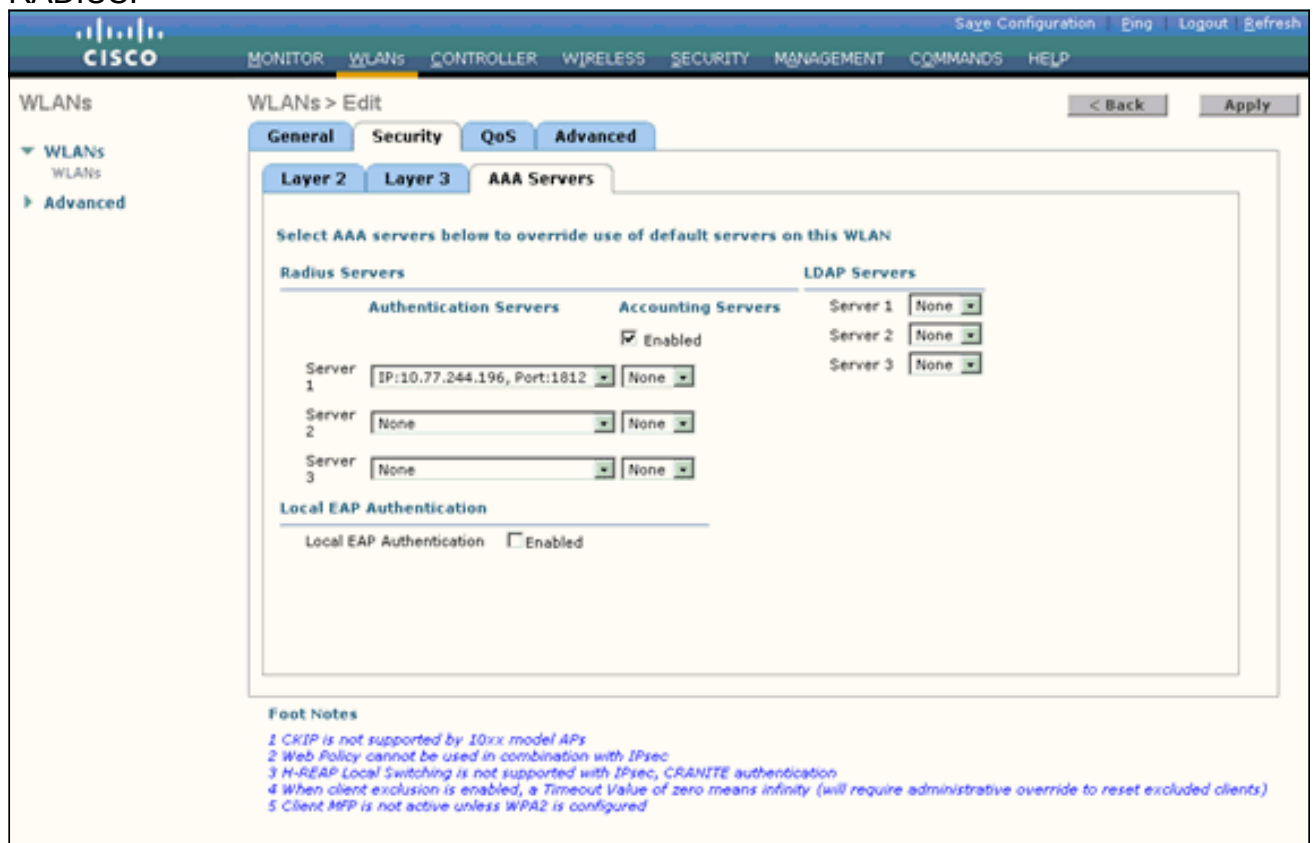 RADIUS.
Save Configuration | Ping | Logout | Refresh
CISCO
MONITOR WLANs CONTROLLER WIRELESS SECURITY MANAGEMENT COMMANDS HELP
WLANs
WLANs > Edit
< Back
Apply
General Security QoS Advanced
WLANs
WLANs
Advanced
Layer 2 Layer 3 AAA Servers
Select AAA servers below to override use of default servers on this WLAN
Radius Servers
LDAP Servers
Authentication Servers Accounting Servers
Server 1 None
Enabled
Server 2 None
Server 3 None
Server 1 IP:10.77.244.196, Port:1812 None
Server 2 None None
Server 3 None None
Local EAP Authentication
Local EAP Authentication Enabled
Foot Notes
1 CKIP is not supported by 10xx model APs
2 Web Policy cannot be used in combination with IPsec
3 H-REAP Local Switching is not supported with IPsec, CRANITE authentication
4 When client exclusion is enabled, a Timeout Value of zero means infinity (will require administrative override to reset excluded clients)
5 Client MFP is not active unless WPA2 is configured